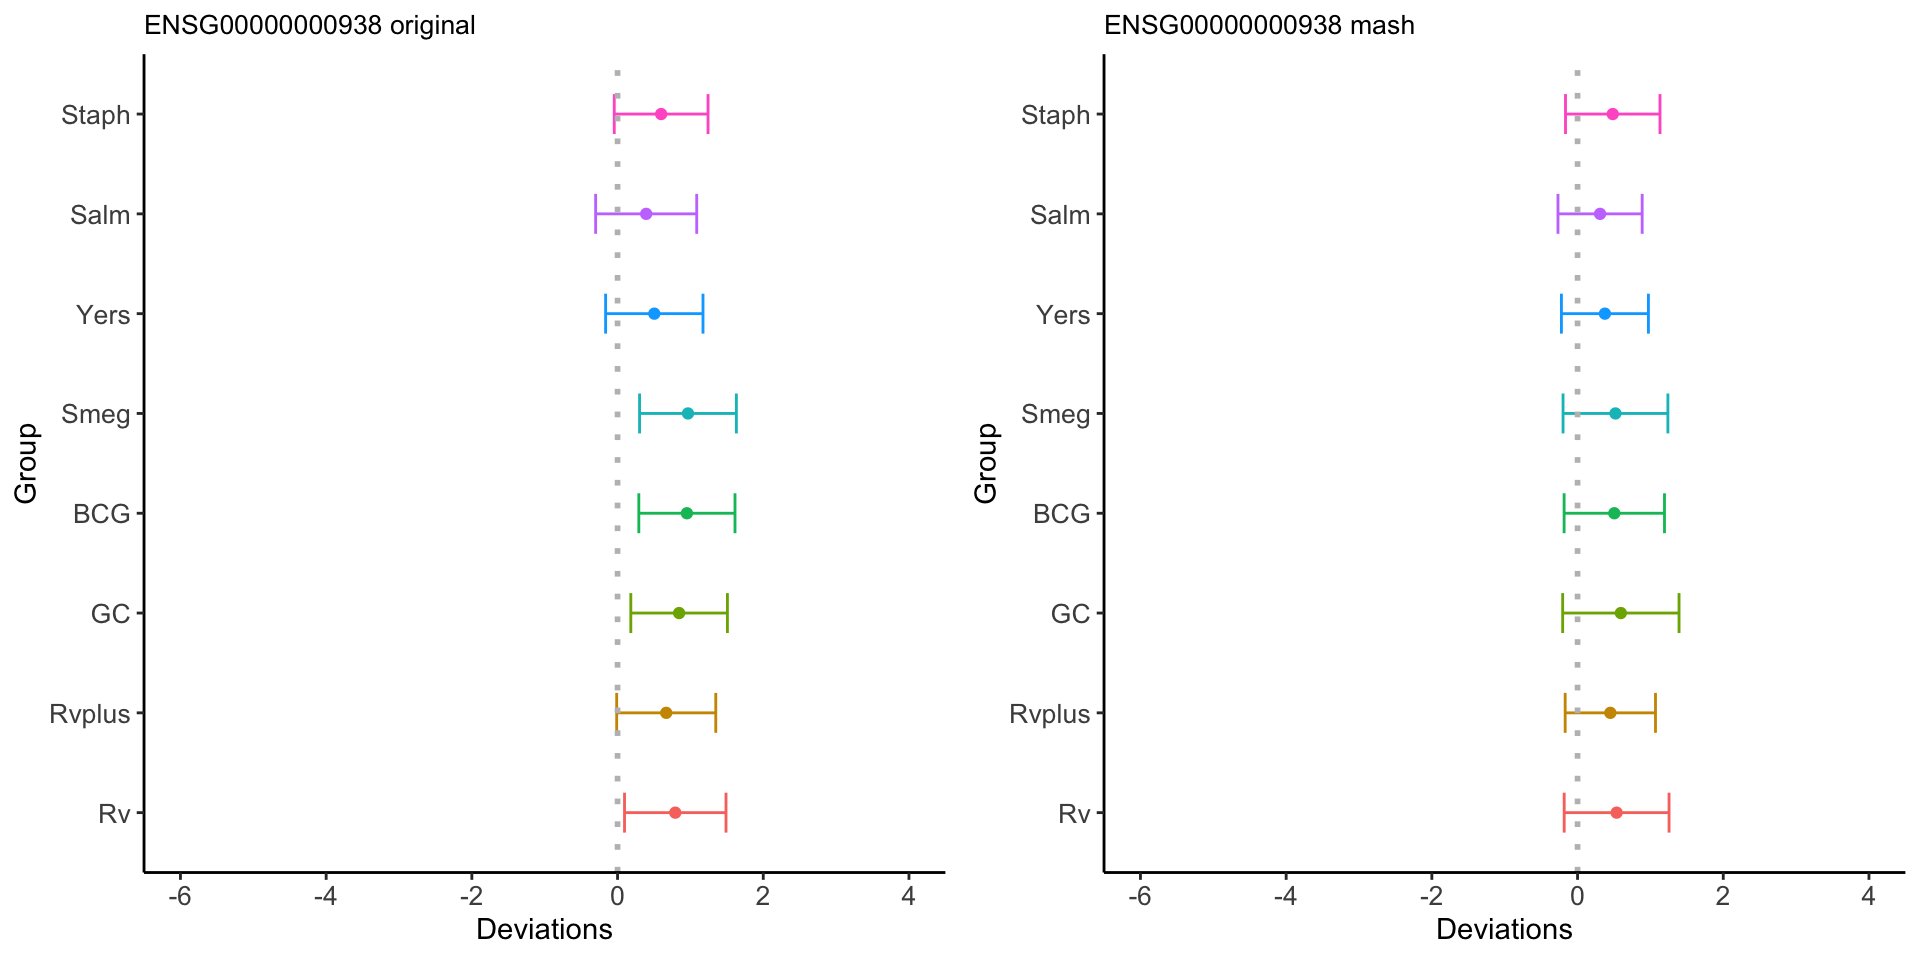 ENSG00000000938 original
Staph
Salm
Yers
Smeg
BCG
GC
Rvplus
Rv
Group
-6 -4 -2 0 2 4
Deviations
ENSG00000000938 mash
Staph
Salm
Yers
Smeg
BCG
GC
Rvplus
Rv
Group
-6 -4 -2 0 2 4
Deviations